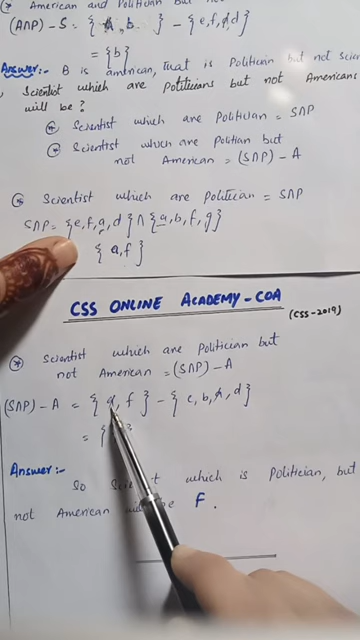 * American and Politician but not
(A∩P) - S = { a, b, } - { e, f, a, d }
= { b }
Answer:- B is american, that is Politician but not Scien
Scientist which are Politicians but not Americans
will be?
* Scientist which are Politician = S∩P
* Scientist which are Politian but
not American = (S∩P) - A
* Scientist which are Politician = S∩P
S∩P = { e, f, a, d } ∩ { a, b, f, g }
{ a, f }
CSS ONLINE ACADEMY - COA
(CSS-2019)
* Scientist which are Politician but
not American = (S∩P) - A
(S∩P) - A = { a, f } - { c, b, a, d }
= {
Answer:-
So which is Politician, but
not American be F.